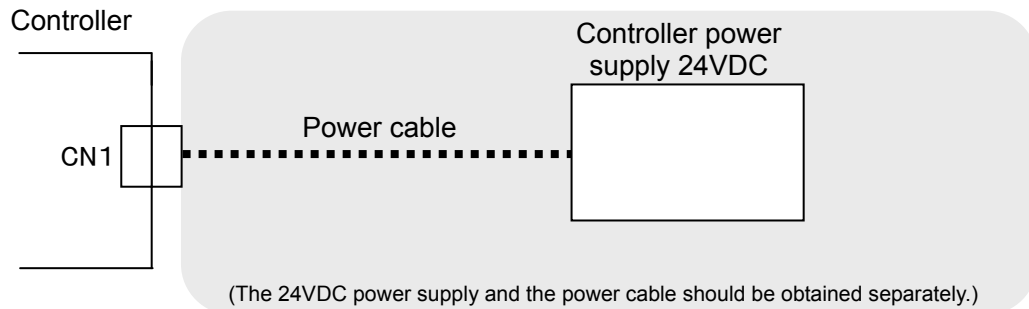 Controller
Controller power
supply 24VDC
Power cable
CN1
(The 24VDC power supply and the power cable should be obtained separately.)